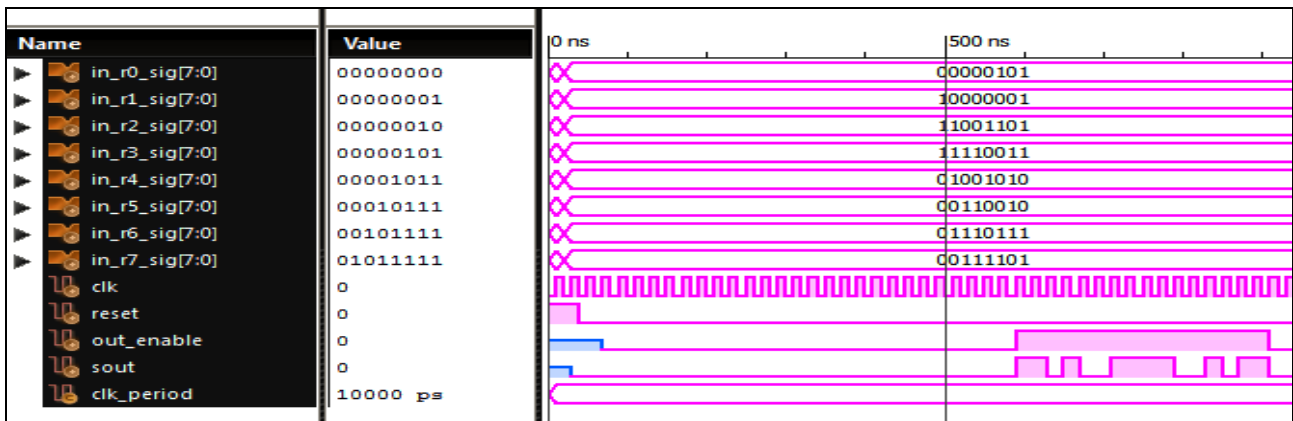 Name Value 0 ns 500 ns
in_r0_sig[7:0] 00000000 00000101
in_r1_sig[7:0] 00000001 10000001
in_r2_sig[7:0] 00000010 11001101
in_r3_sig[7:0] 00000101 11110011
in_r4_sig[7:0] 00001011 01001010
in_r5_sig[7:0] 00010111 00110010
in_r6_sig[7:0] 00101111 01110111
in_r7_sig[7:0] 01011111 00111101
clk 0
reset 0
out_enable 0
sout 0
clk_period 10000 ps